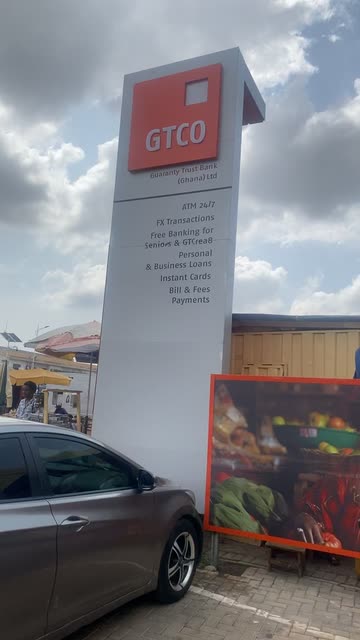 GTCO
Guaranty Trust Bank
(Ghana) Ltd
ATM 24/7
FX Transactions
Free Banking for
Seniors & GTCrea8
Personal
& Business Loans
Instant Cards
Bill & Fees
Payments